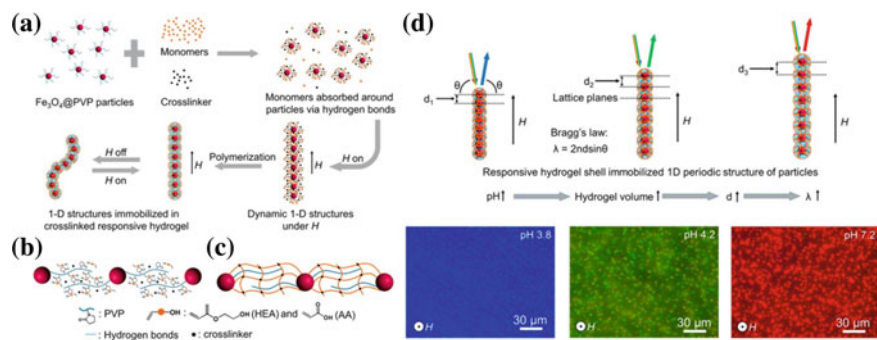 (a)
Fe₃O₄@PVP particles
Monomers
Crosslinker
Monomers absorbed around
particles via hydrogen bonds
H off
H on
H
Polymerization
H
H on
1-D structures immobilized in
crosslinked responsive hydrogel
Dynamic 1-D structures
under H
(b)
(c)
: PVP
: (HEA) and
(AA)
: Hydrogen bonds
: crosslinker
OH
O
OH
O
OH
(d)
θ
θ
d₁
H
d₂
Lattice planes
H
Bragg's law:
λ = 2ndsinθ
d₃
H
Responsive hydrogel shell immobilized 1D periodic structure of particles
pH↑
Hydrogel volume ↑
d↑
λ ↑
pH 3.8
H
30 µm
pH 4.2
H
30 µm
pH 7.2
H
30 µm